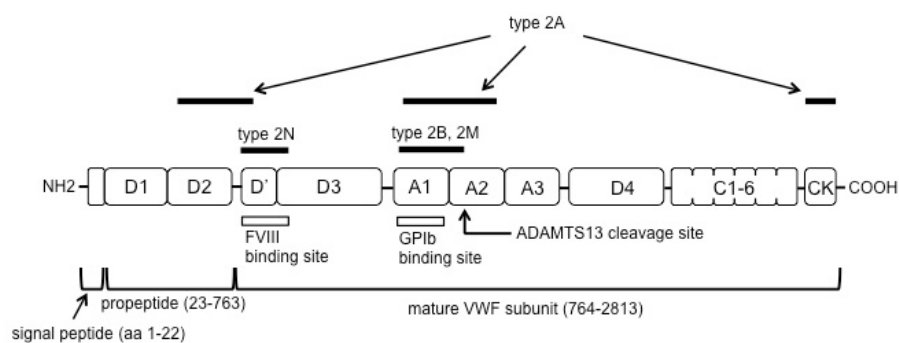 type 2A
type 2N
type 2B, 2M
NH2 D1 D2 D' D3 A1 A2 A3 D4 C1-6 CK COOH
FVIII
binding site
GPIb
binding site
ADAMTS13 cleavage site
propeptide (23-763)
mature VWF subunit (764-2813)
signal peptide (aa 1-22)